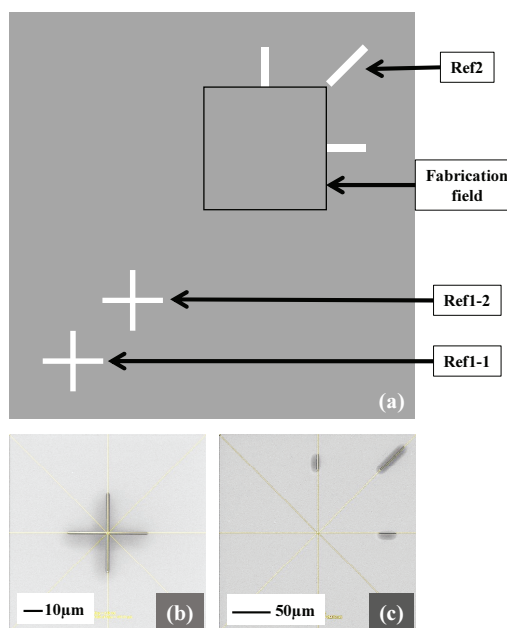 Ref2
Fabrication
field
Ref1-2
Ref1-1
(a)
10μm
(b)
50μm
(c)